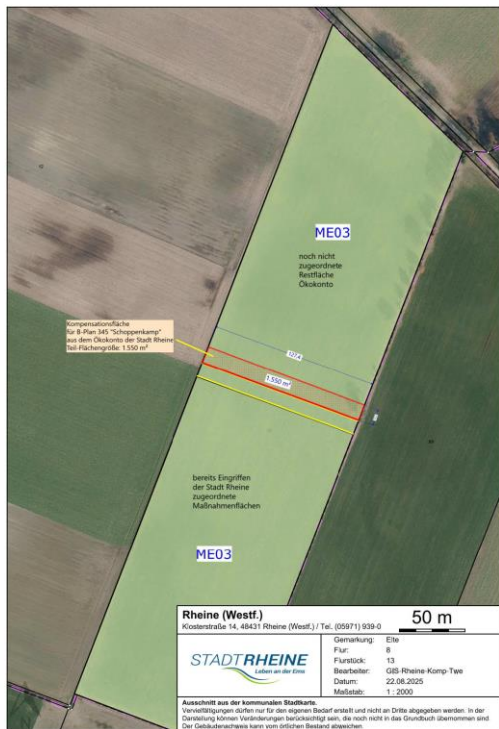 ME03
noch nicht
zugeordnete
Restfläche
Ökokonto
Kompensationsfläche
für B-Plan 345 "Schoppenkamp"
aus dem Ökokonto der Stadt Rheine
Teil-Flächengröße: 1.550 m²
127,4
1.550 m²
bereits Eingriffen
der Stadt Rheine
zugeordnete
Maßnahmenflächen
ME03
Rheine (Westf.)
Klosterstraße 14, 48431 Rheine (Westf.) / Tel. (05971) 939-0
50 m
STADTRHEINE
Leben an der Ems
Gemarkung: Elte
Flur: 8
Flurstück: 13
Bearbeiter: GIS-Rheine-Komp-Twe
Datum: 22.08.2025
Maßstab: 1 : 2000
Ausschnitt aus der kommunalen Stadtkarte.
Vervielfältigungen dürfen nur für den eigenen Bedarf erstellt und nicht an Dritte abgegeben werden. In der
Darstellung können Veränderungen berücksichtigt sein, die noch nicht in das Grundbuch übernommen sind
Der Gebäudenachweis kann vom örtlichen Bestand abweichen.